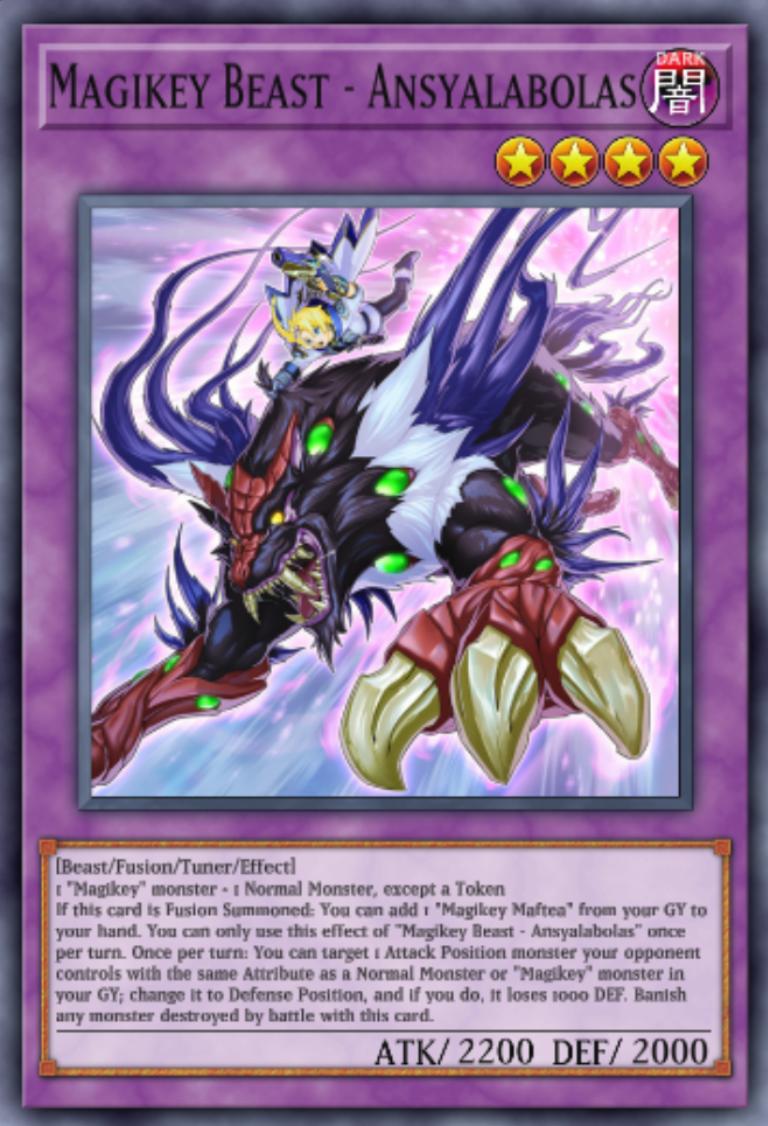 MAGIKEY BEAST - ANSYALABOLAS
DARK
闇
[Beast/Fusion/Tuner/Effect]
1 "Magikey" monster + 1 Normal Monster, except a Token
If this card is Fusion Summoned: You can add 1 "Magikey Maftea" from your GY to
your hand. You can only use this effect of "Magikey Beast - Ansyalabolas" once
per turn. Once per turn: You can target 1 Attack Position monster your opponent
controls with the same Attribute as a Normal Monster or "Magikey" monster in
your GY; change it to Defense Position, and if you do, it loses 1000 DEF. Banish
any monster destroyed by battle with this card.
ATK/ 2200 DEF/ 2000